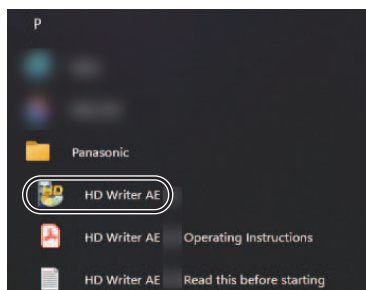 P
Panasonic
HD Writer AE
HD Writer AE Operating Instructions
HD Writer AE Read this before starting